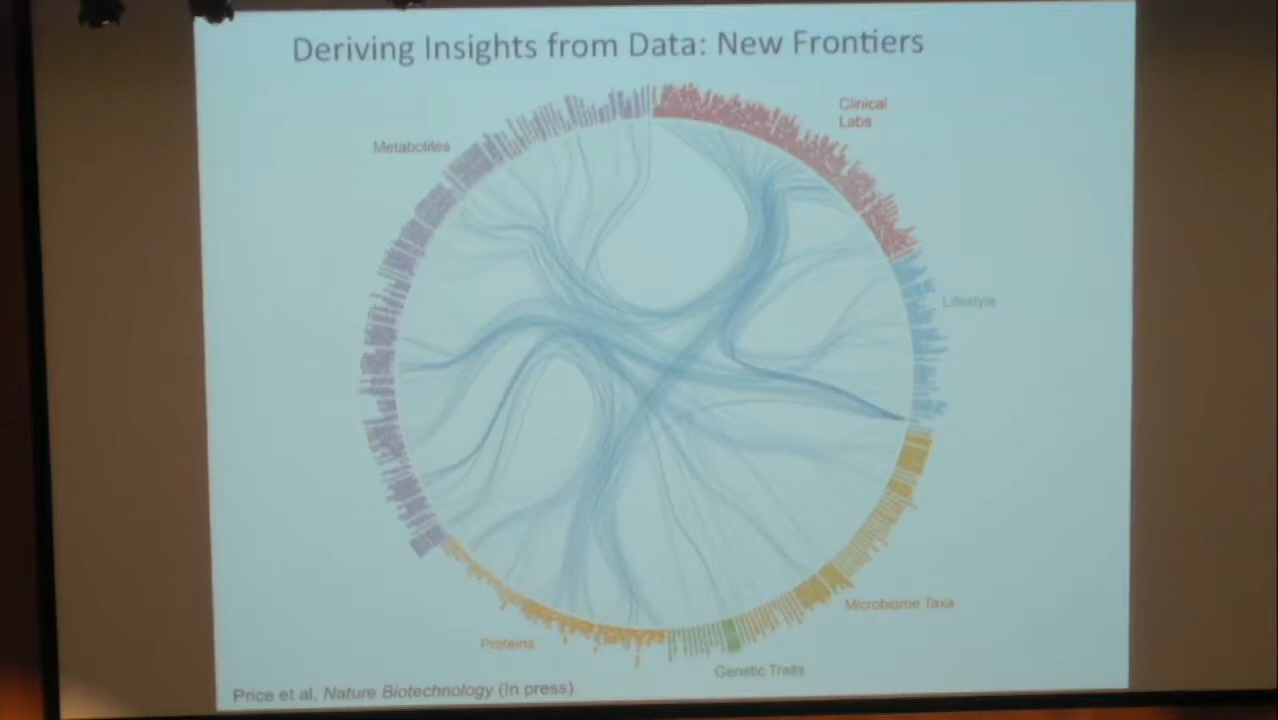 Deriving Insights from Data: New Frontiers
Clinical
Labs
Metabolites
Lifestyle
Microbiome Taxa
Proteins
Genetic Traits
Price et al, Nature Biotechnology (In press)